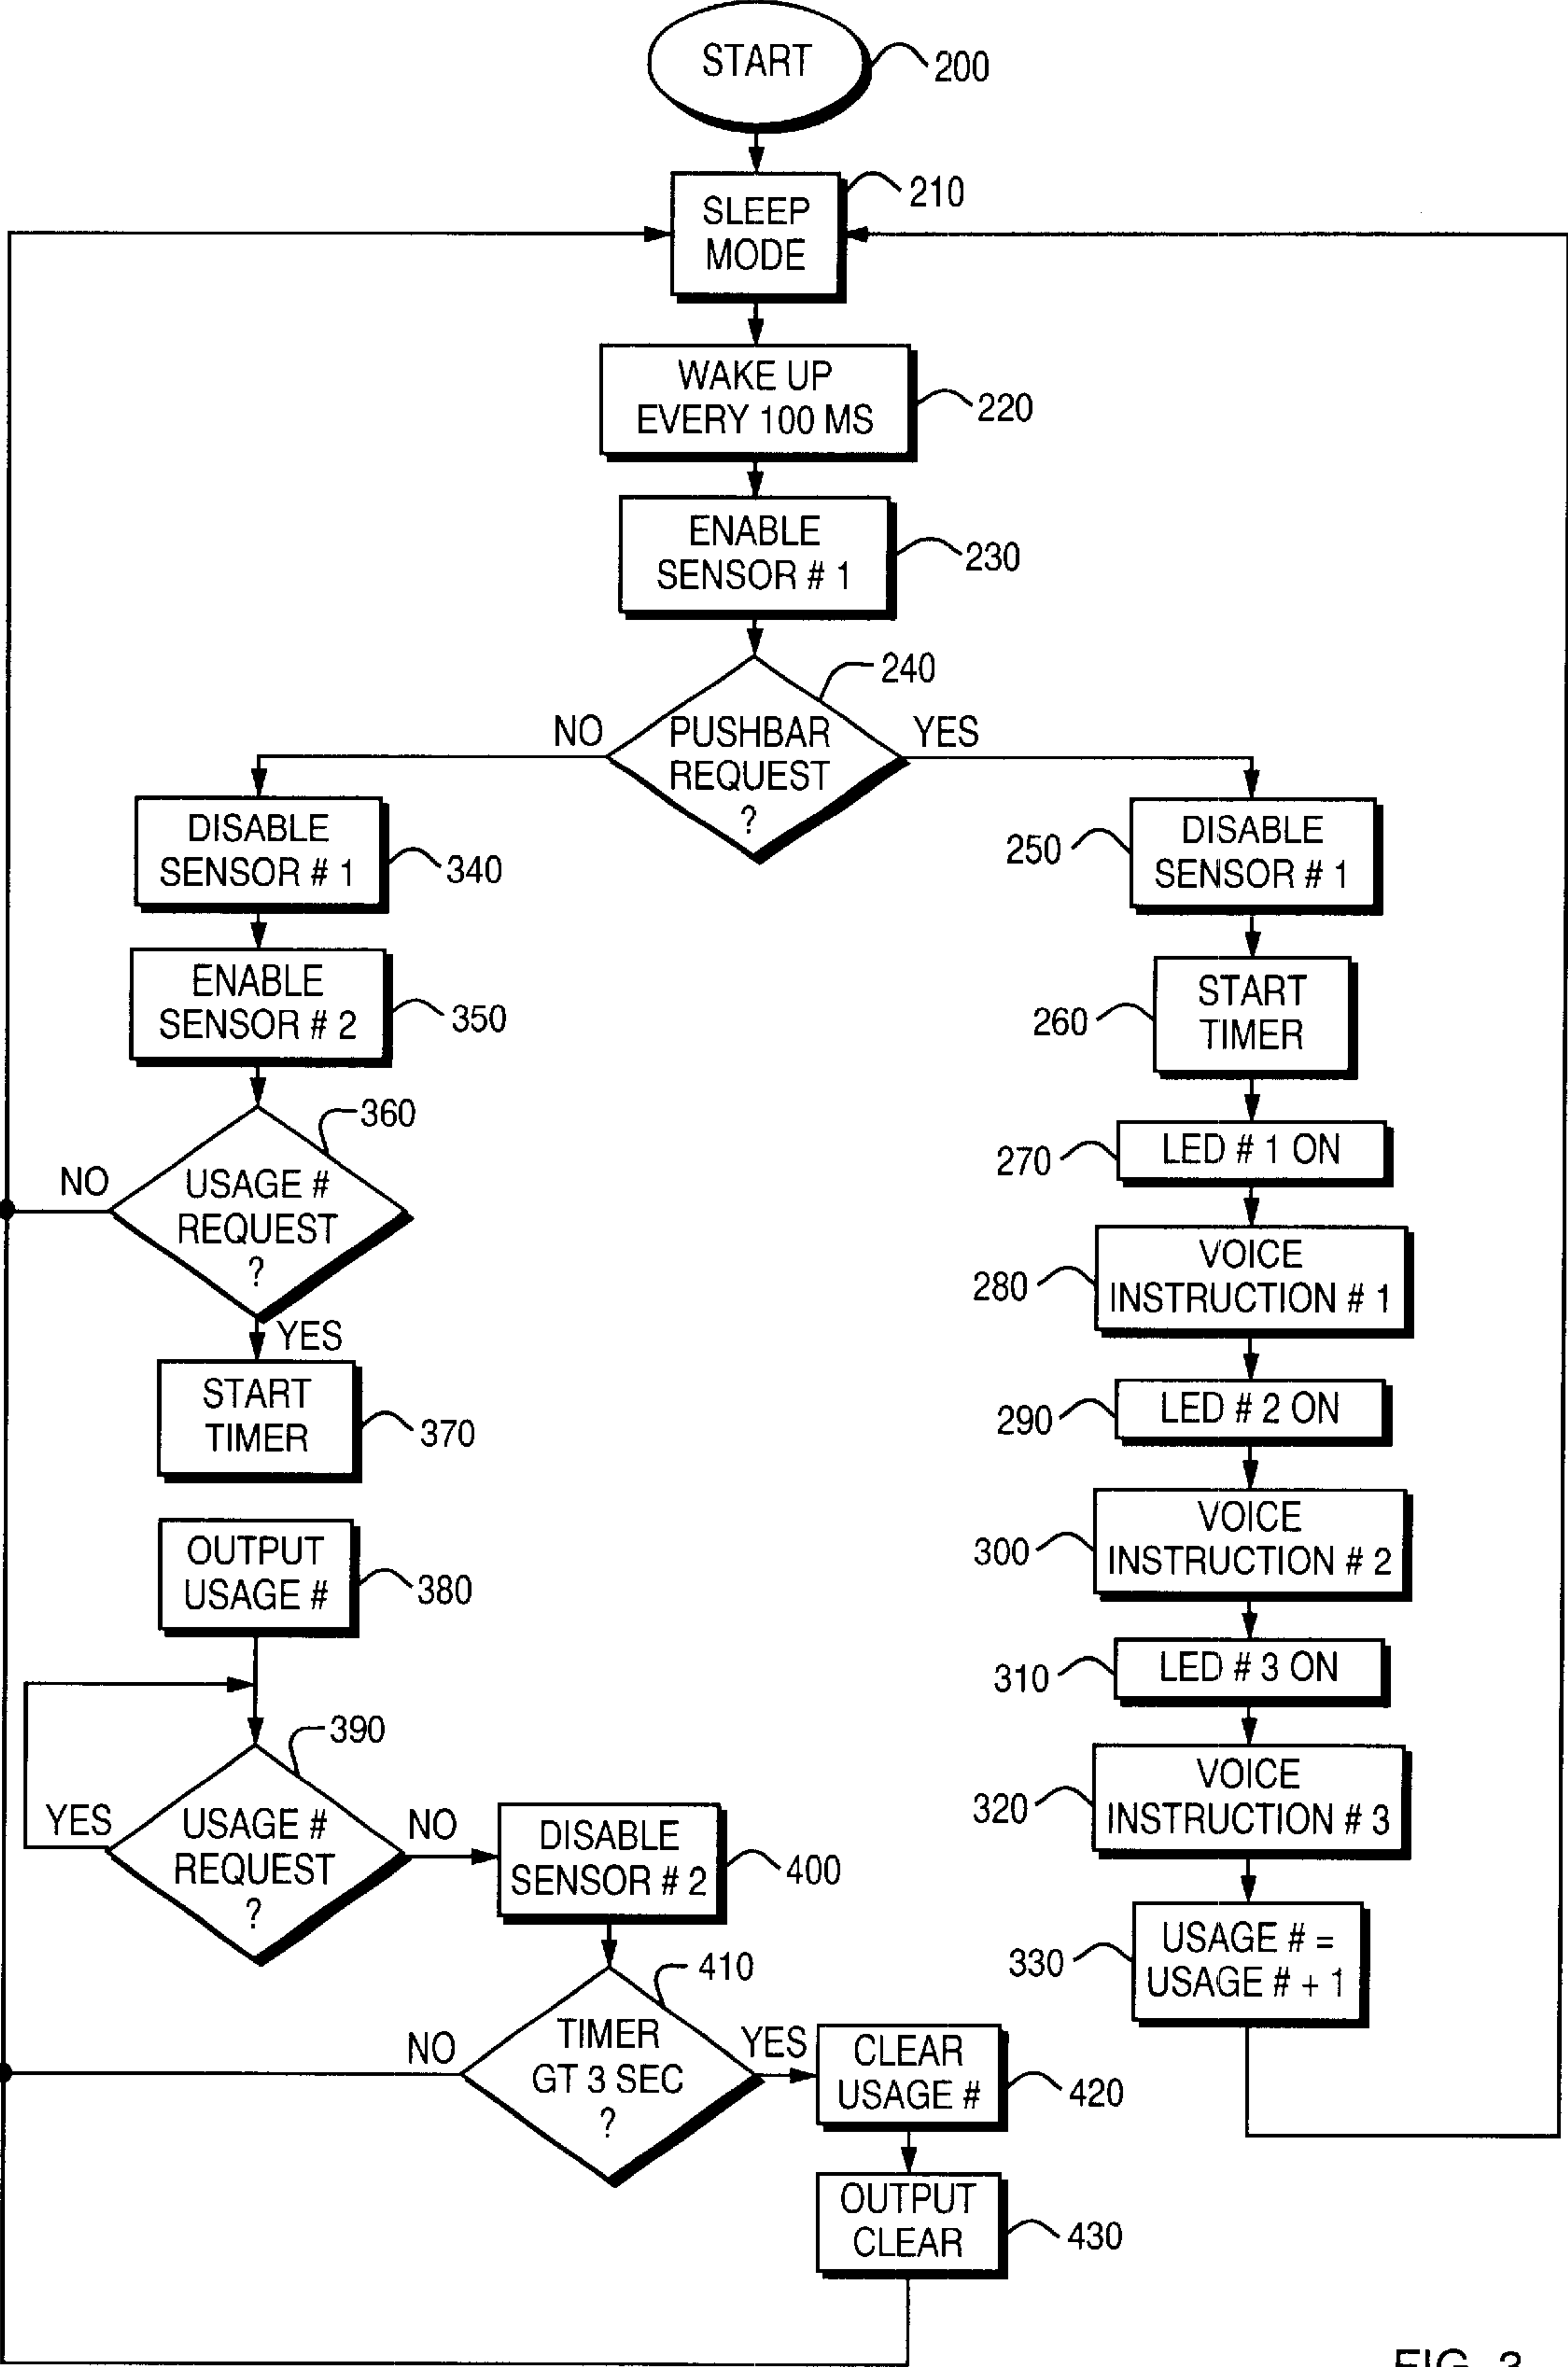 START
200
SLEEP
MODE
210
WAKE UP
EVERY 100 MS
220
ENABLE
SENSOR # 1
230
240
NO
PUSHBAR
REQUEST
?
YES
DISABLE
SENSOR # 1
340
250
DISABLE
SENSOR # 1
ENABLE
SENSOR # 2
350
260
START
TIMER
360
NO
USAGE #
REQUEST
?
YES
270
LED # 1 ON
280
VOICE
INSTRUCTION # 1
START
TIMER
370
290
LED # 2 ON
OUTPUT
USAGE #
380
300
VOICE
INSTRUCTION # 2
310
LED # 3 ON
390
YES
USAGE #
REQUEST
?
NO
DISABLE
SENSOR # 2
400
320
VOICE
INSTRUCTION # 3
330
USAGE # =
USAGE # + 1
410
NO
TIMER
GT 3 SEC
?
YES
CLEAR
USAGE #
420
OUTPUT
CLEAR
430
FIG. 3